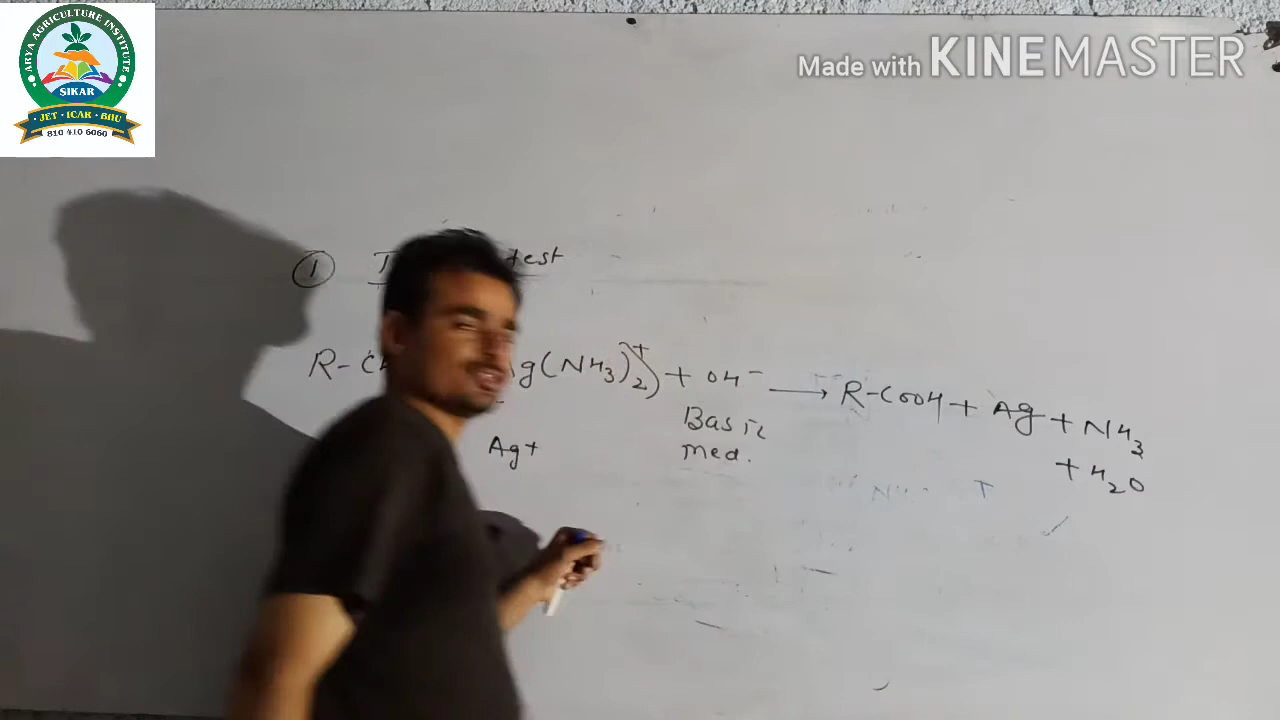 ARYA AGRICULTURE INSTITUTE
SIKAR
· JET · ICAR · BHU ·
810 410 6060
Made with KINEMASTER
① test
R-C Ag(NH₃)₂)⁺ + OH⁻ → R-COOH + Ag + NH₃
+ H₂O
Ag+
Basic
med.